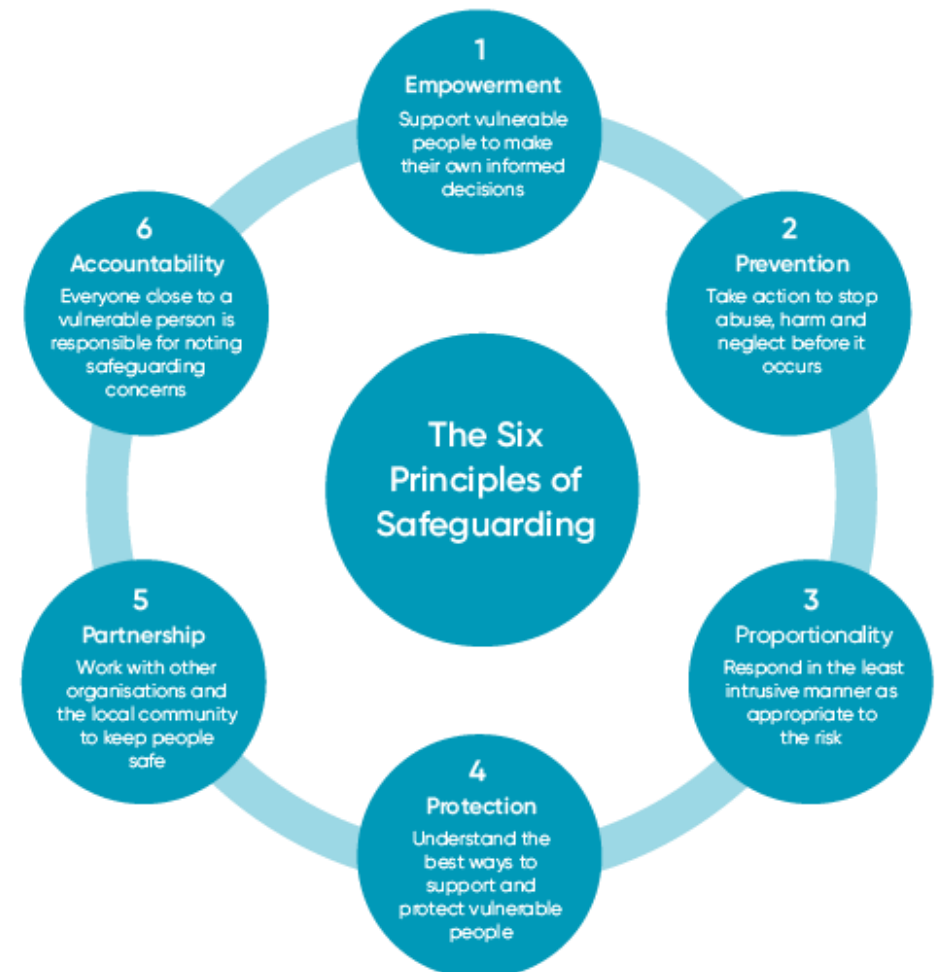 1
Empowerment
Support vulnerable
people to make
their own informed
decisions
2
Prevention
Take action to stop
abuse, harm and
neglect before it
occurs
3
Proportionality
Respond in the least
intrusive manner as
appropriate to
the risk
4
Protection
Understand the
best ways to
support and
protect vulnerable
people
5
Partnership
Work with other
organisations and
the local community
to keep people
safe
6
Accountability
Everyone close to a
vulnerable person is
responsible for noting
safeguarding
concerns
The Six
Principles of
Safeguarding